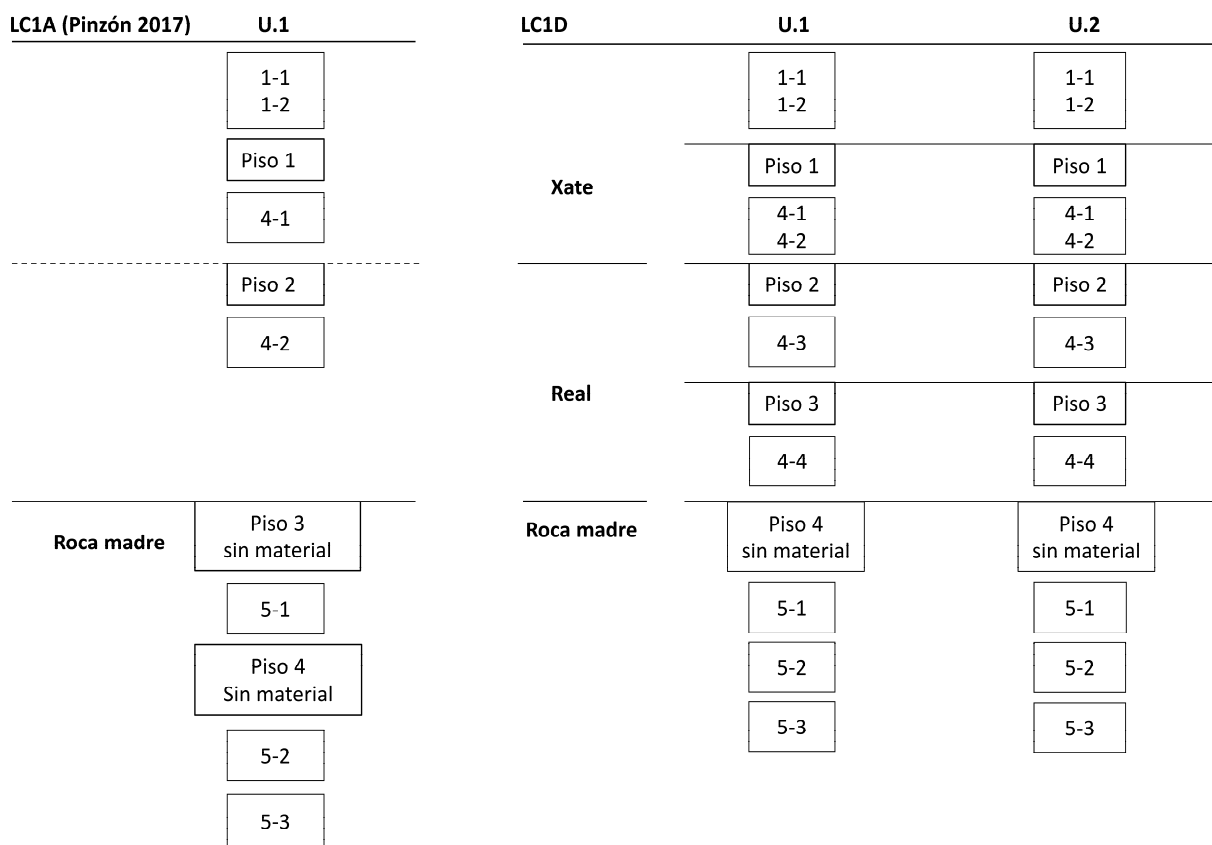 LC1A (Pinzón 2017) U.1
1-1
1-2
Piso 1
4-1
Piso 2
4-2
Roca madre
Piso 3
sin material
5-1
Piso 4
Sin material
5-2
5-3
LC1D U.1 U.2
1-1 1-1
1-2 1-2
Piso 1 Piso 1
Xate
4-1 4-1
4-2 4-2
Piso 2 Piso 2
4-3 4-3
Real
Piso 3 Piso 3
4-4 4-4
Roca madre
Piso 4 Piso 4
sin material sin material
5-1 5-1
5-2 5-2
5-3 5-3